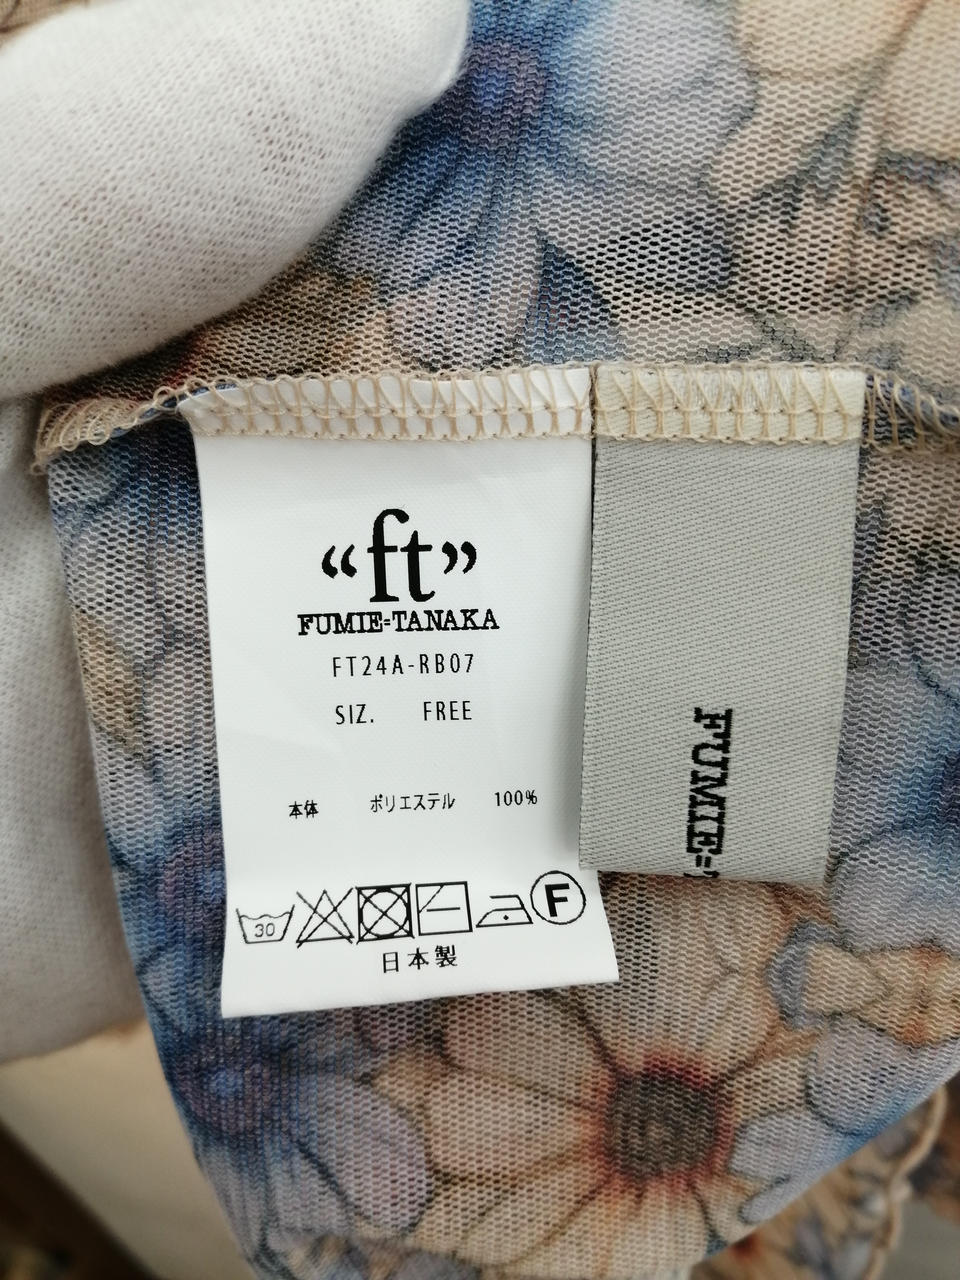 “ft”
FUMIE=TANAKA
FT24A-RB07
SIZ. FREE
本体 ポリエステル 100%
30 F
日本製
FUMIE=